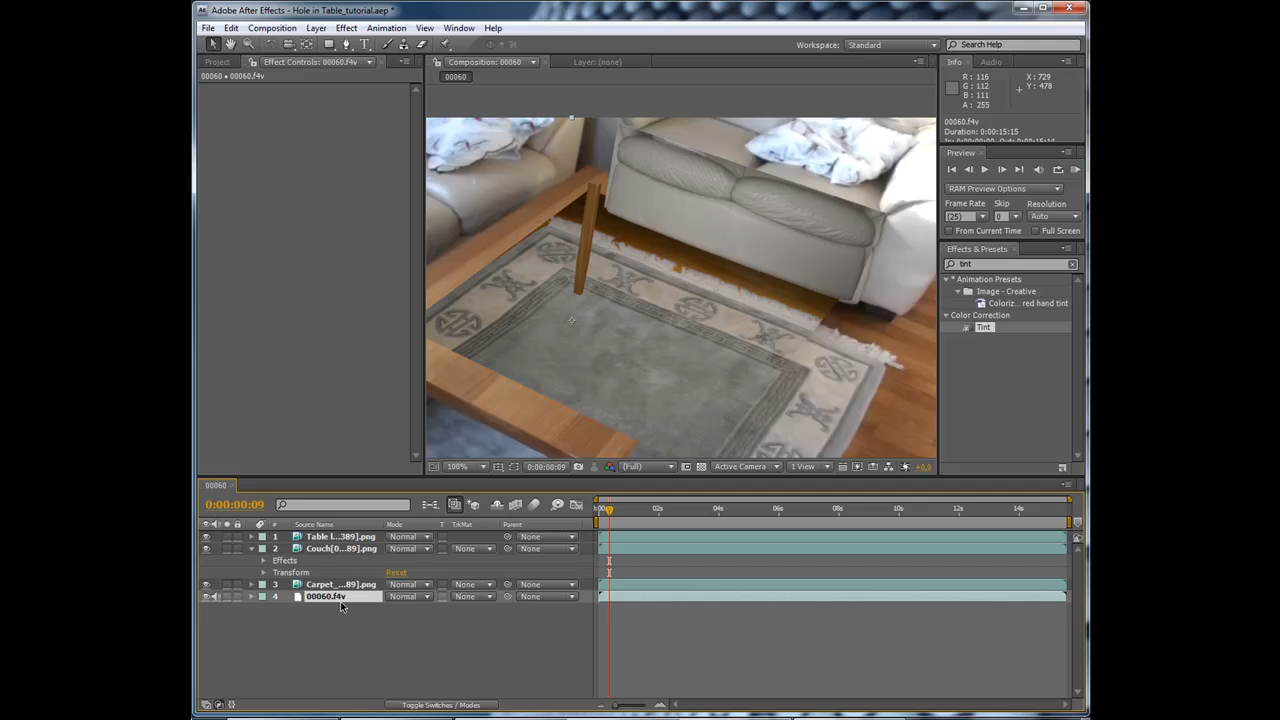 Adobe After Effects - Hole in Table_tutorial.aep *
File Edit Composition Layer Effect Animation View Window Help
Workspace: Standard Search Help
Project Effect Controls: 00060.f4v Composition: 00060 Layer: (none) Info Audio
00060 • 00060.f4v
00060
R: 116 X: 729
G: 112 Y: 478
B: 111
A: 255
00060.f4v
Duration: 0:00:15:15
Preview
RAM Preview Options
Frame Rate Skip Resolution
(25) 0 Auto
From Current Time Full Screen
Effects & Presets
tint
* Animation Presets
Image - Creative
Coloriz... red hand tint
Color Correction
Tint
100% 0:00:00:09 (Full) Active Camera 1 View +0,0
00060
0:00:00:09
02s 04s 06s 08s 10s 12s 14s
# Source Name Mode T TrkMat Parent
1 Table l...389].png Normal None
2 Couch[0...89].png Normal None None
Effects
Transform Reset
3 Carpet_...89].png Normal None None
4 00060.f4v Normal None None
Toggle Switches / Modes